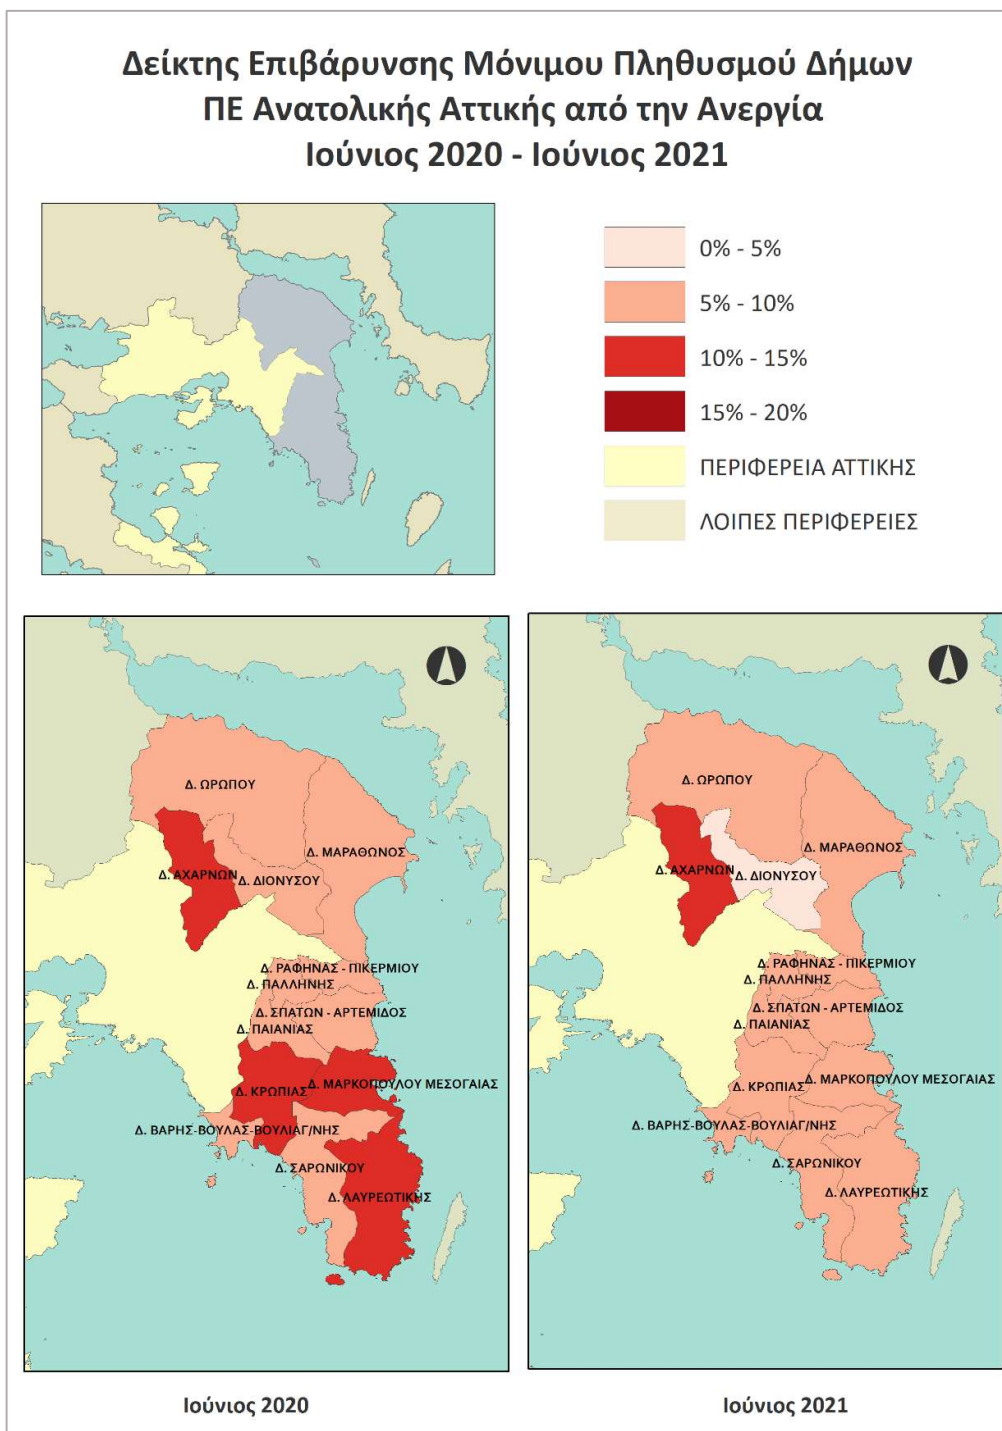 Δείκτης Επιβάρυνσης Μόνιμου Πληθυσμού Δήμων
ΠΕ Ανατολικής Αττικής από την Ανεργία
Ιούνιος 2020 - Ιούνιος 2021
0% - 5%
5% - 10%
10% - 15%
15% - 20%
ΠΕΡΙΦΕΡΕΙΑ ΑΤΤΙΚΗΣ
ΛΟΙΠΕΣ ΠΕΡΙΦΕΡΕΙΕΣ
Δ. ΩΡΩΠΟΥ
Δ. ΜΑΡΑΘΩΝΟΣ
Δ. ΑΧΑΡΝΩΝ
Δ. ΔΙΟΝΥΣΟΥ
Δ. ΡΑΦΗΝΑΣ - ΠΙΚΕΡΜΙΟΥ
Δ. ΠΑΛΛΗΝΗΣ
Δ. ΣΠΑΤΩΝ - ΑΡΤΕΜΙΔΟΣ
Δ. ΠΑΙΑΝΙΑΣ
Δ. ΜΑΡΚΟΠΟΥΛΟΥ ΜΕΣΟΓΑΙΑΣ
Δ. ΚΡΩΠΙΑΣ
Δ. ΒΑΡΗΣ-ΒΟΥΛΑΣ-ΒΟΥΛΙΑΓ/ΝΗΣ
Δ. ΣΑΡΩΝΙΚΟΥ
Δ. ΛΑΥΡΕΩΤΙΚΗΣ
Ιούνιος 2020
Δ. ΩΡΩΠΟΥ
Δ. ΜΑΡΑΘΩΝΟΣ
Δ. ΑΧΑΡΝΩΝ
Δ. ΔΙΟΝΥΣΟΥ
Δ. ΡΑΦΗΝΑΣ - ΠΙΚΕΡΜΙΟΥ
Δ. ΠΑΛΛΗΝΗΣ
Δ. ΣΠΑΤΩΝ - ΑΡΤΕΜΙΔΟΣ
Δ. ΠΑΙΑΝΙΑΣ
Δ. ΜΑΡΚΟΠΟΥΛΟΥ ΜΕΣΟΓΑΙΑΣ
Δ. ΚΡΩΠΙΑΣ
Δ. ΒΑΡΗΣ-ΒΟΥΛΑΣ-ΒΟΥΛΙΑΓ/ΝΗΣ
Δ. ΣΑΡΩΝΙΚΟΥ
Δ. ΛΑΥΡΕΩΤΙΚΗΣ
Ιούνιος 2021